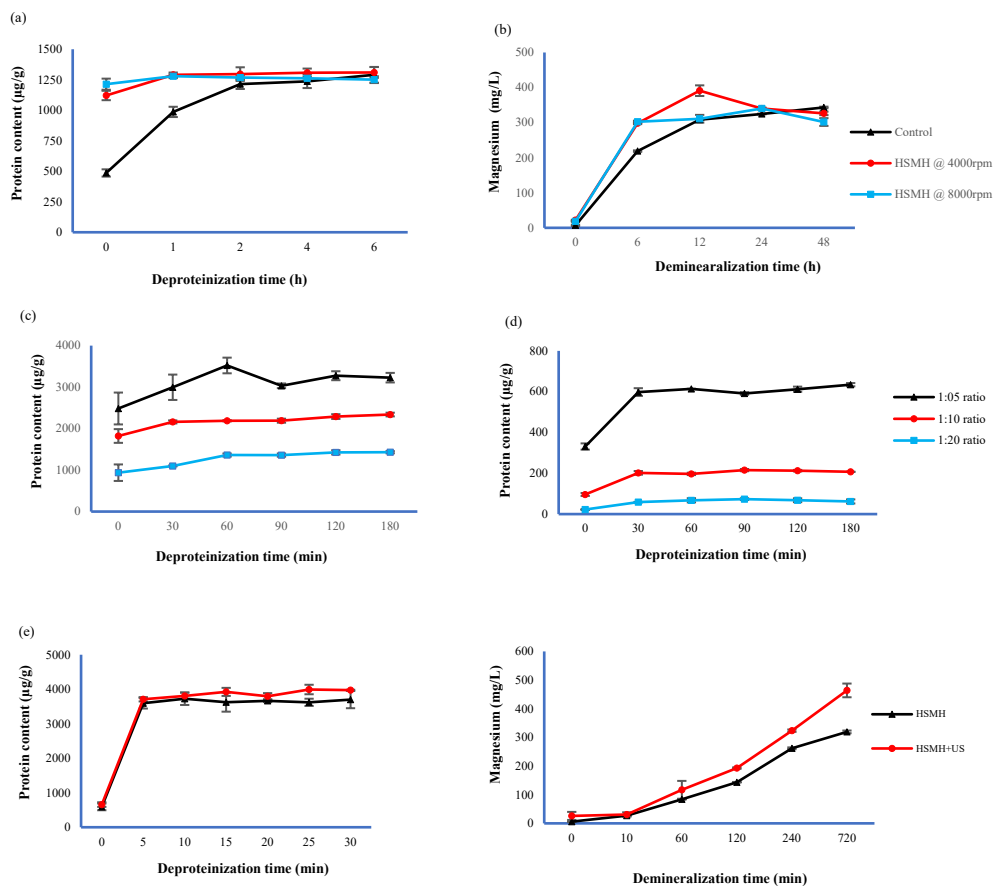 (a)
Protein content (µg/g)
1500
1250
1000
750
500
250
0
0 1 2 4 6
Deproteinization time (h)
(b)
Magnesium (mg/L)
500
400
300
200
100
0
0 6 12 24 48
Deminearalization time (h)
Control
HSMH @ 4000rpm
HSMH @ 8000rpm
(c)
Protein content (µg/g)
4000
3000
2000
1000
0
0 30 60 90 120 180
Deproteinization time (min)
(d)
Protein content (µg/g)
800
600
400
200
0
0 30 60 90 120 180
Deproteinization time (min)
1:05 ratio
1:10 ratio
1:20 ratio
(e)
Protein content (µg/g)
5000
4000
3000
2000
1000
0
0 5 10 15 20 25 30
Deproteinization time (min)
Magnesium (mg/L)
600
500
400
300
200
100
0
0 10 60 120 240 720
Demineralization time (min)
HSMH
HSMH+US